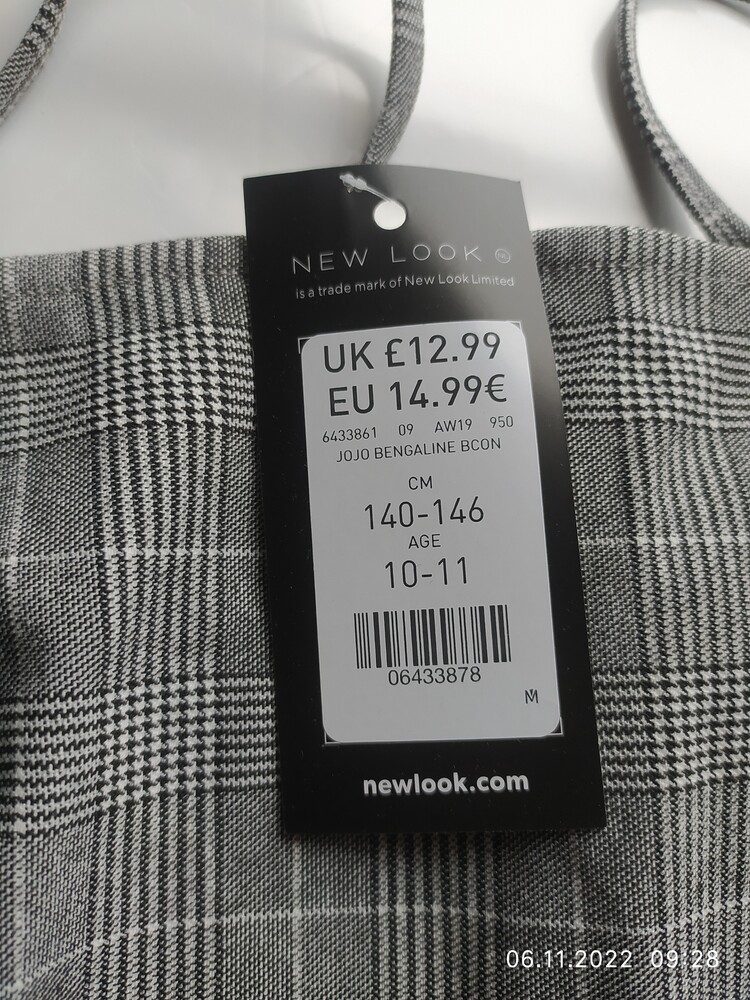 NEW LOOK ®
is a trade mark of New Look Limited
UK £12.99
EU 14.99€
6433861 09 AW19 950
JOJO BENGALINE BCON
CM
140-146
AGE
10-11
06433878
M
newlook.com
06.11.2022 09:28